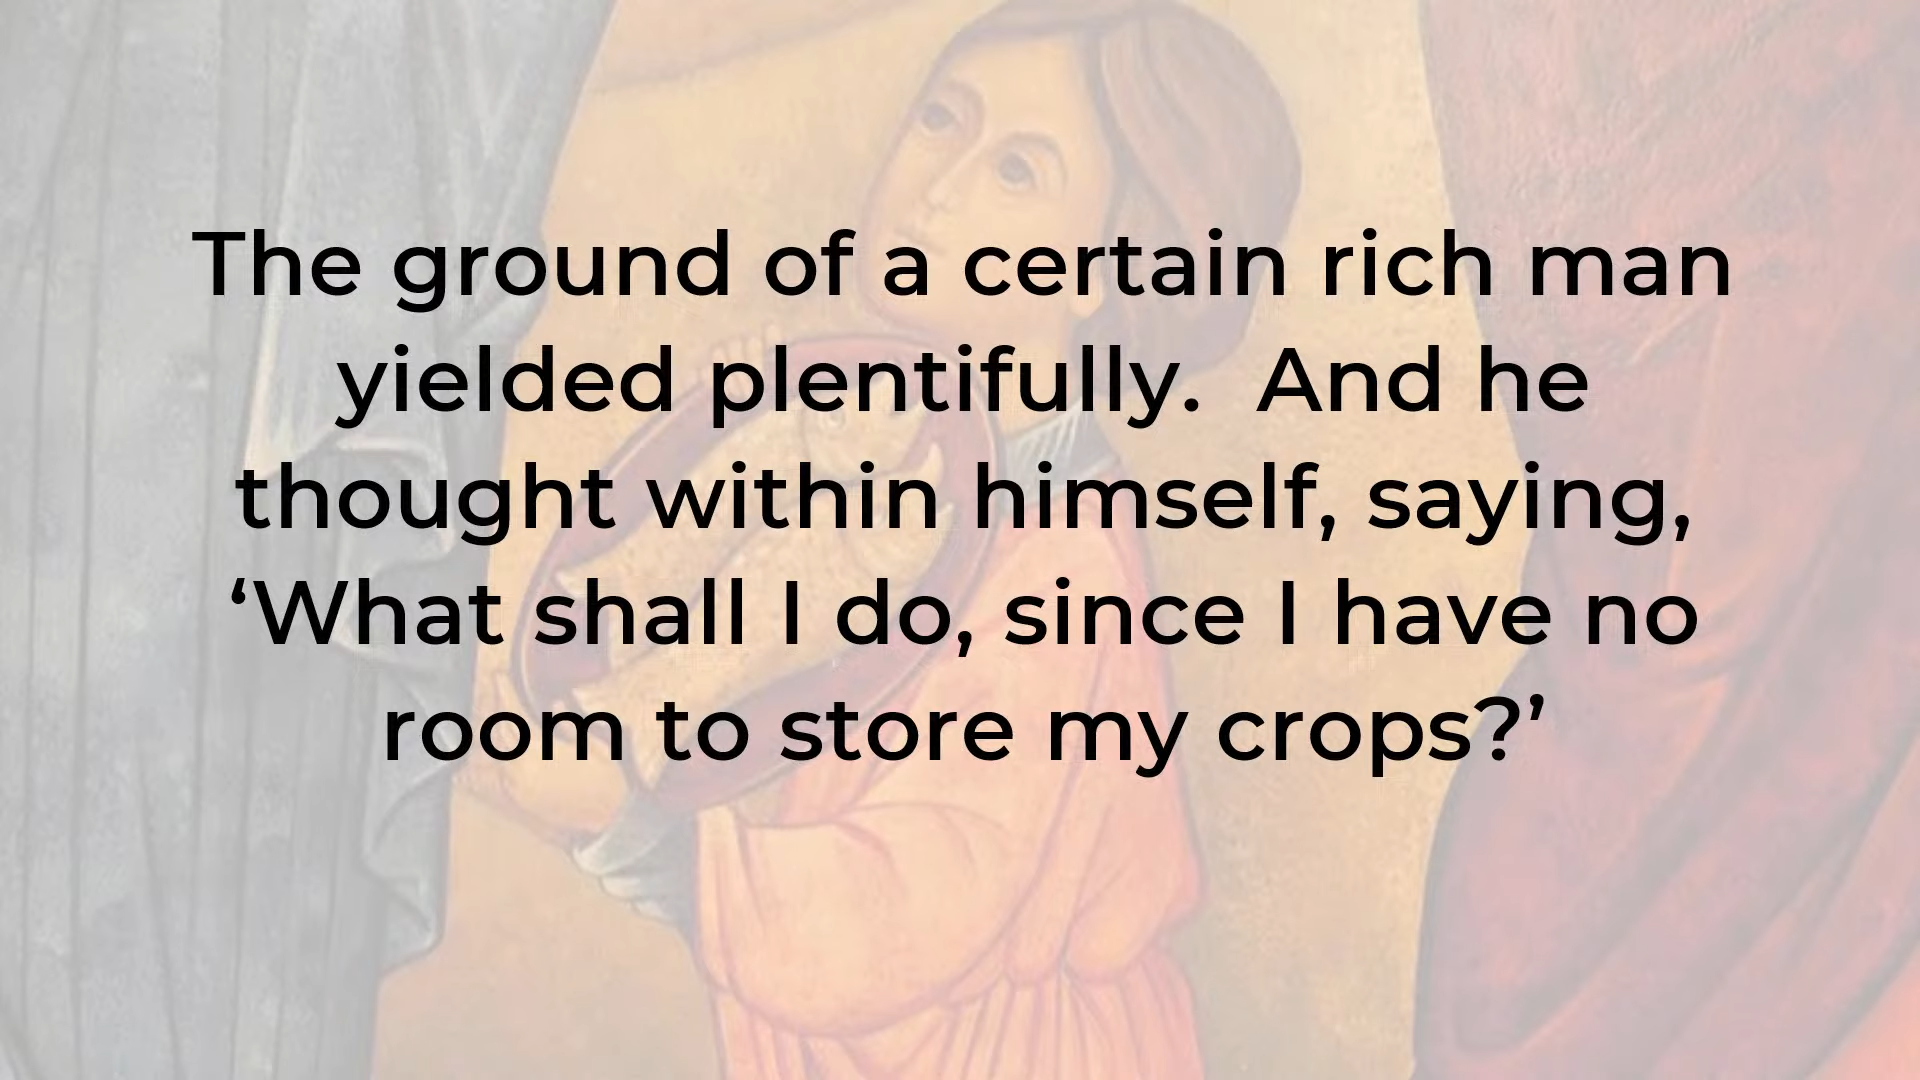 The ground of a certain rich man
yielded plentifully.  And he
thought within himself, saying,
‘What shall I do, since I have no
room to store my crops?’